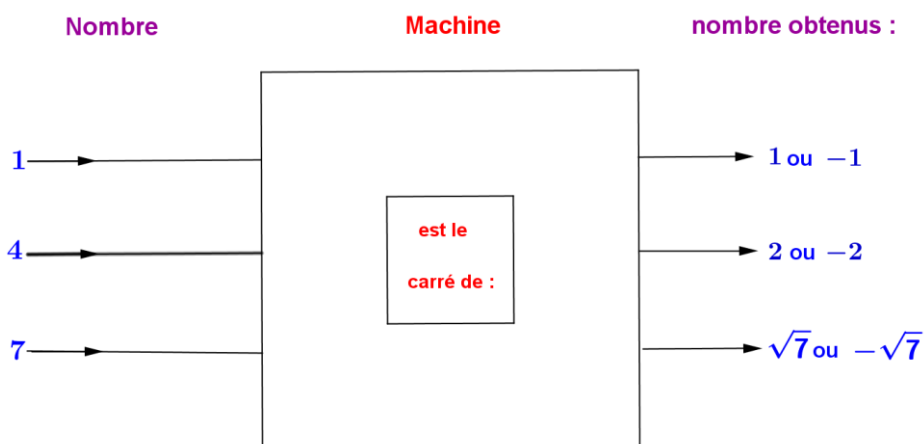 Nombre Machine nombre obtenus :
1 1 ou −1
est le
4 2 ou −2
carré de :
7 √7 ou −√7